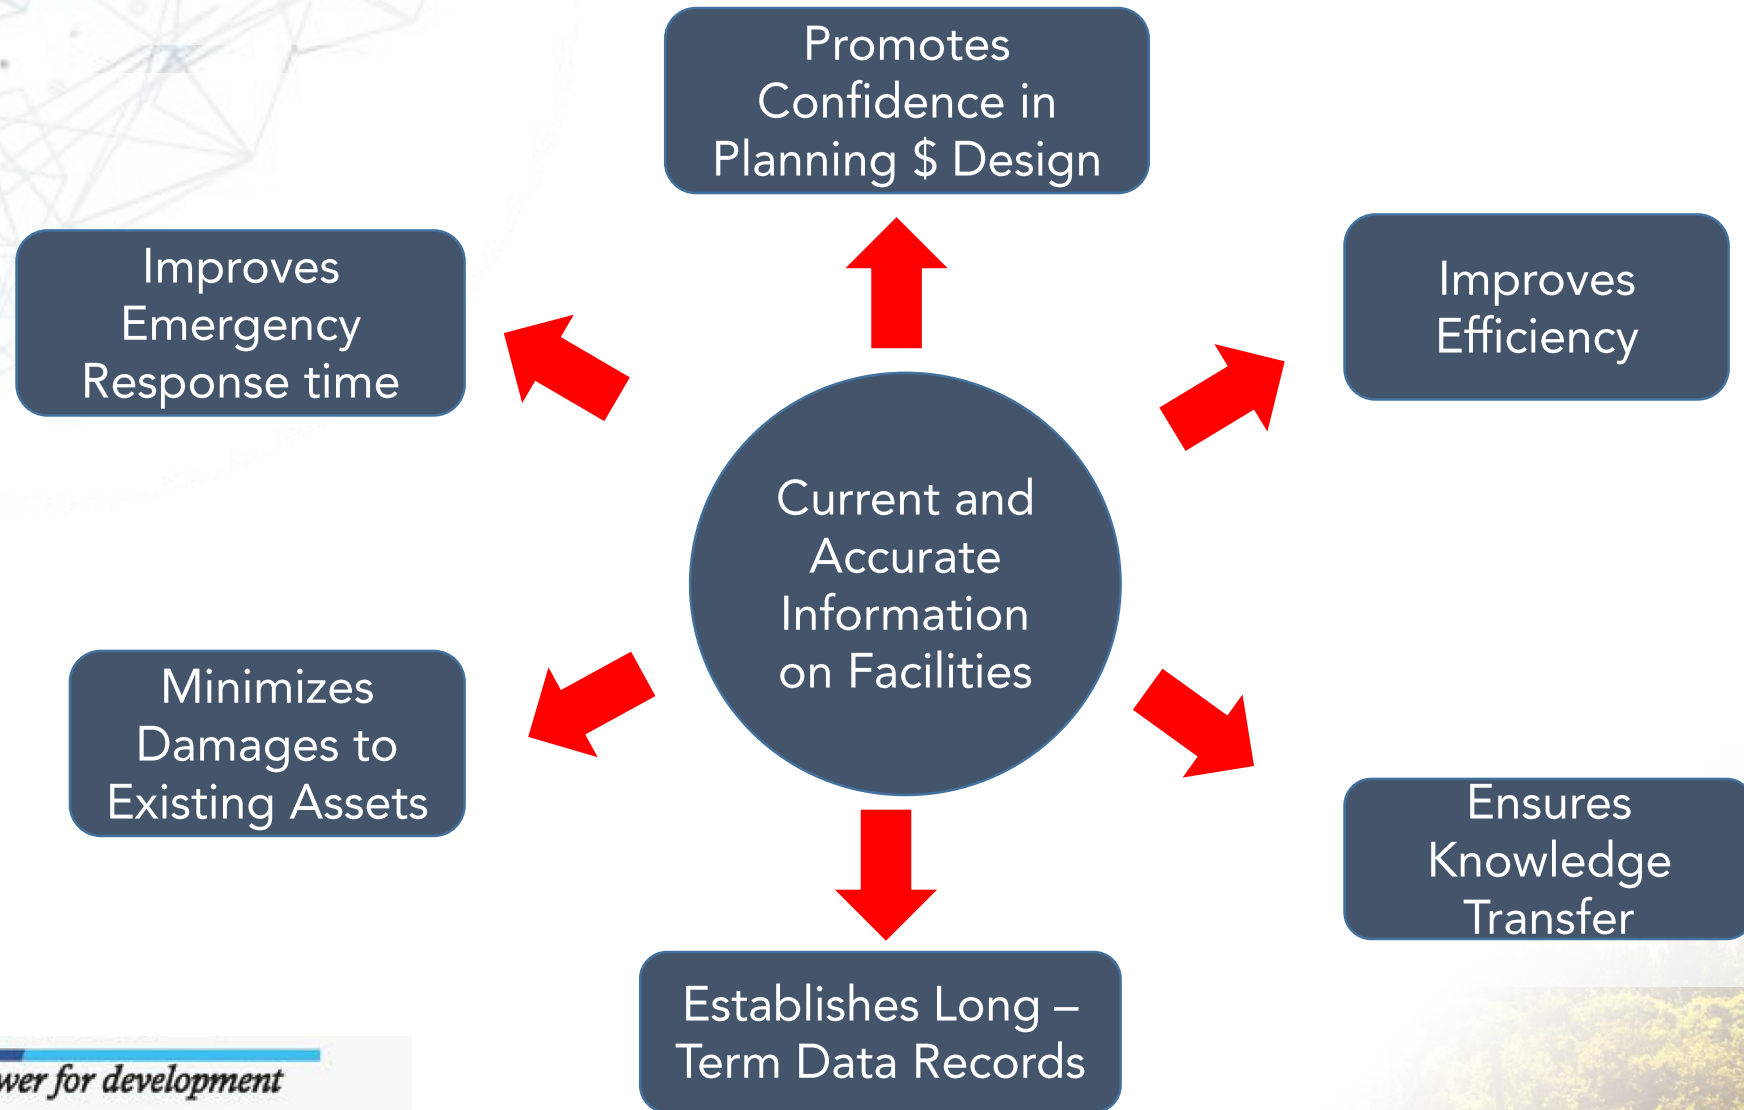 Promotes
Confidence in
Planning $ Design
Improves
Emergency
Response time
Improves
Efficiency
Current and
Accurate
Information
on Facilities
Minimizes
Damages to
Existing Assets
Ensures
Knowledge
Transfer
Establishes Long –
Term Data Records
for development